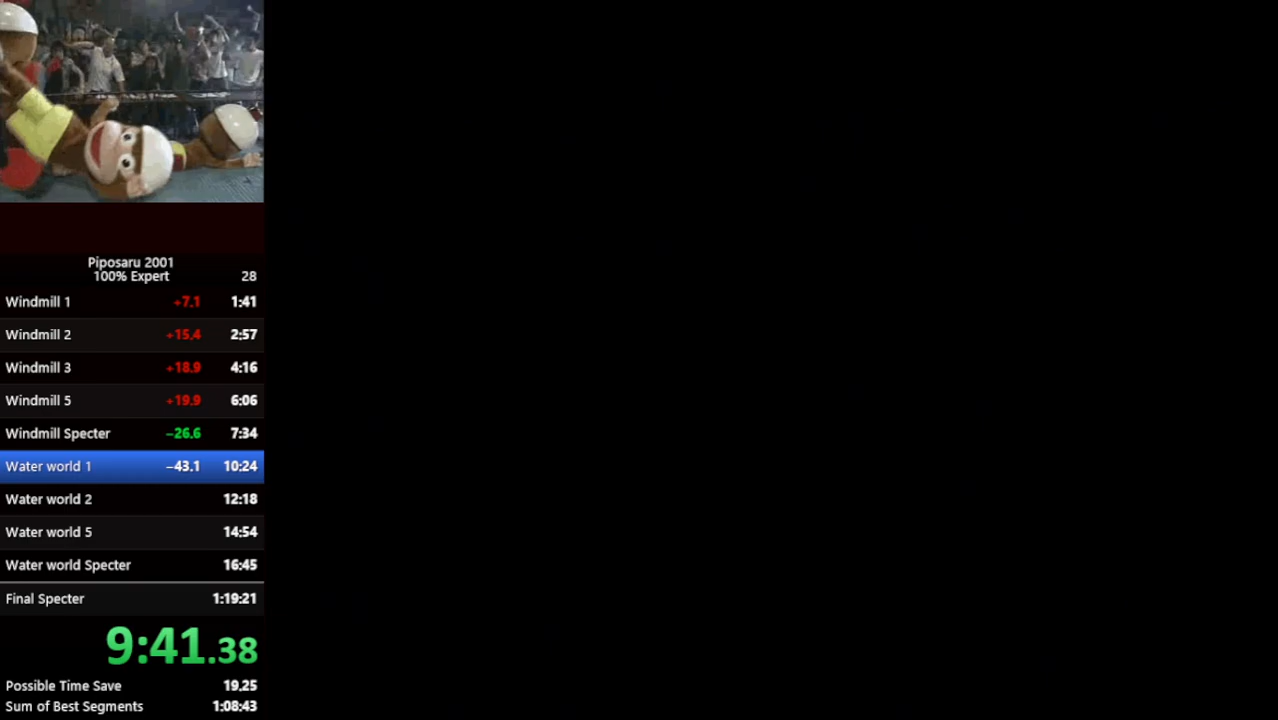 Piposaru 2001
100% Expert 28
Windmill 1 +7.1 1:41
Windmill 2 +15.4 2:57
Windmill 3 +18.9 4:16
Windmill 5 +19.9 6:06
Windmill Specter −26.6 7:34
Water world 1 −43.1 10:24
Water world 2 12:18
Water world 5 14:54
Water world Specter 16:45
Final Specter 1:19:21
9:41.38
Possible Time Save 19.25
Sum of Best Segments 1:08:43